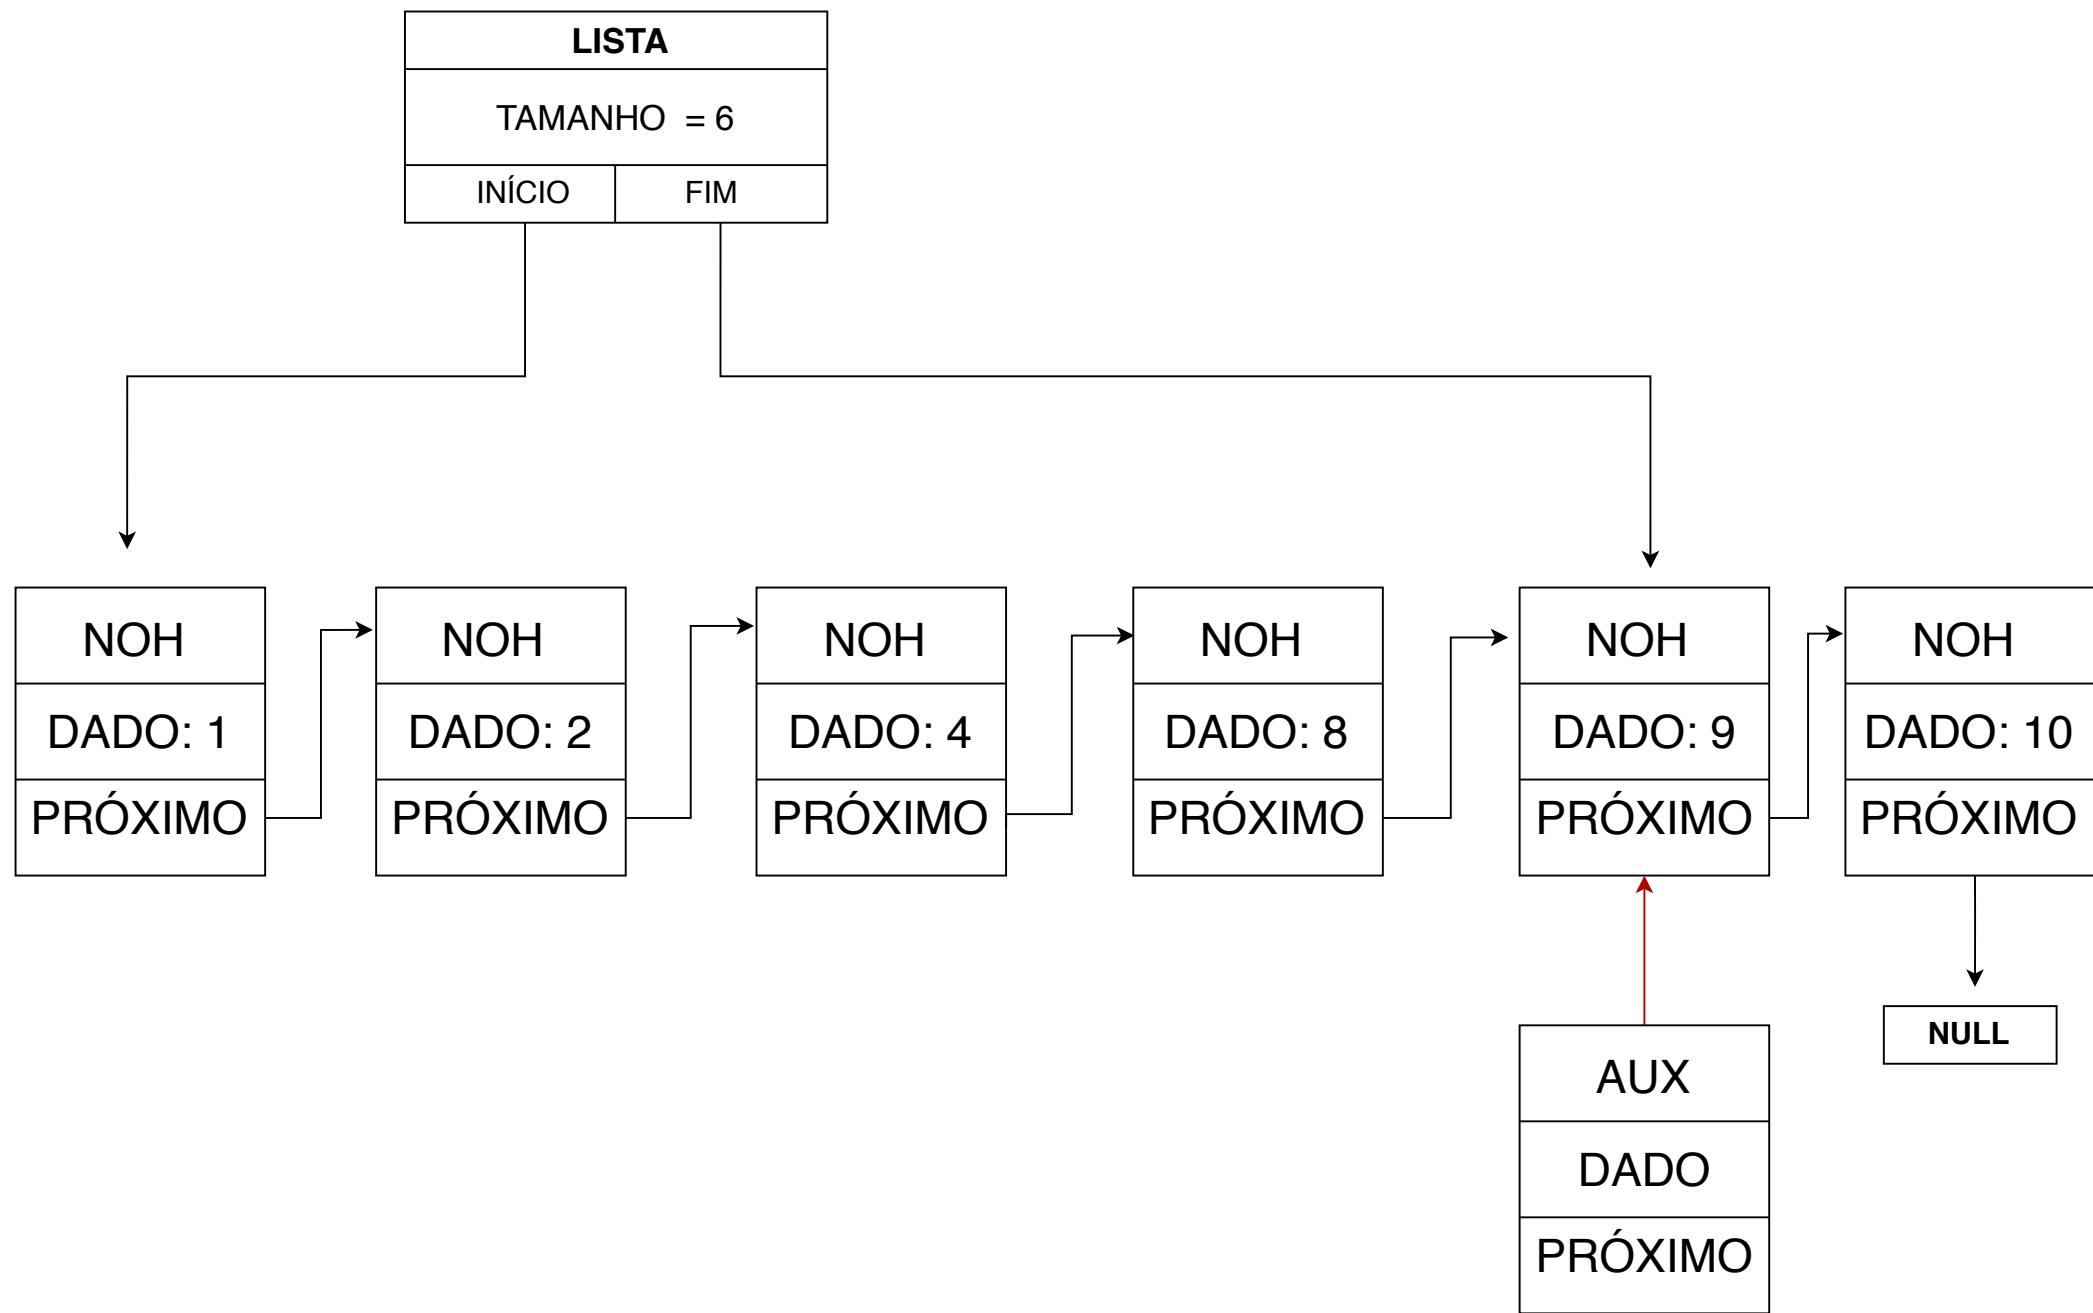 LISTA
TAMANHO = 6
INÍCIO FIM
NOH NOH NOH NOH NOH NOH
DADO: 1 DADO: 2 DADO: 4 DADO: 8 DADO: 9 DADO: 10
PRÓXIMO PRÓXIMO PRÓXIMO PRÓXIMO PRÓXIMO PRÓXIMO
NULL
AUX
DADO
PRÓXIMO